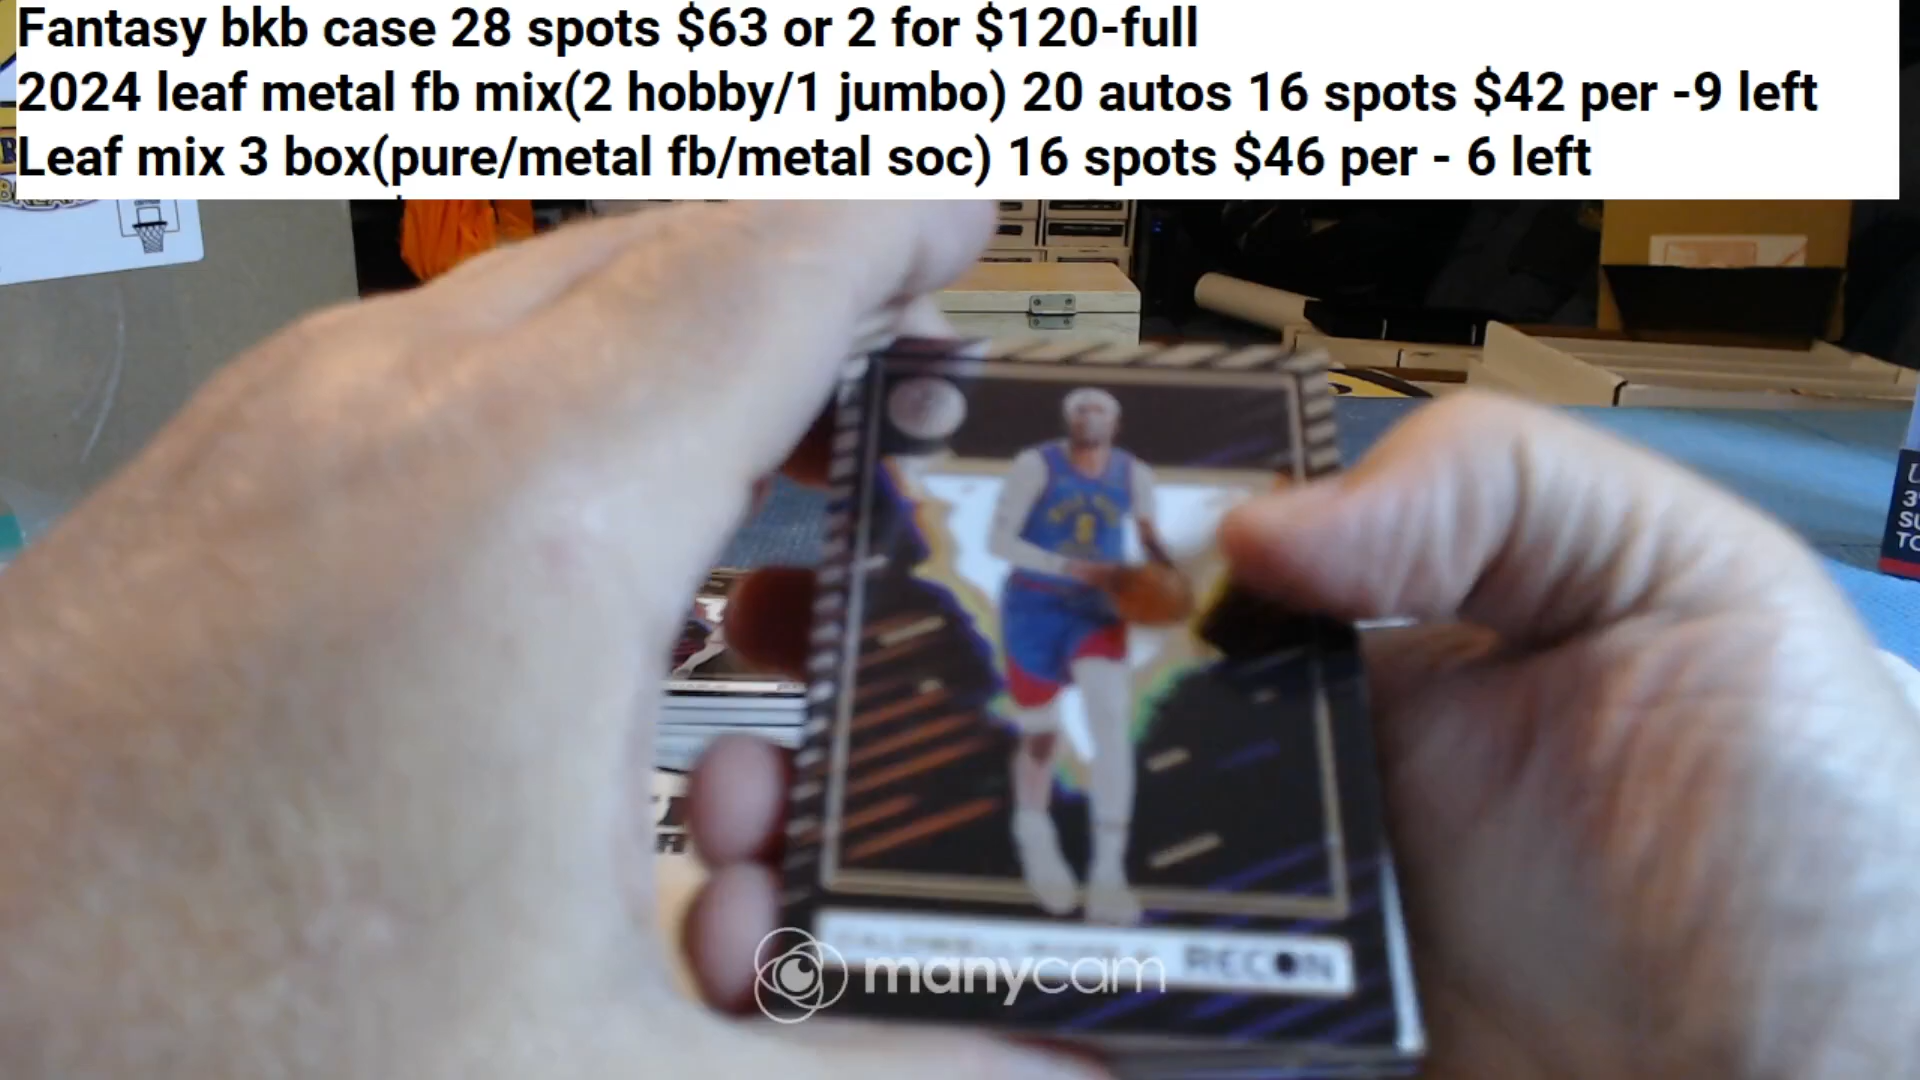 Fantasy bkb case 28 spots $63 or 2 for $120-full
2024 leaf metal fb mix(2 hobby/1 jumbo) 20 autos 16 spots $42 per -9 left
Leaf mix 3 box(pure/metal fb/metal soc) 16 spots $46 per - 6 left
RECON
manycam